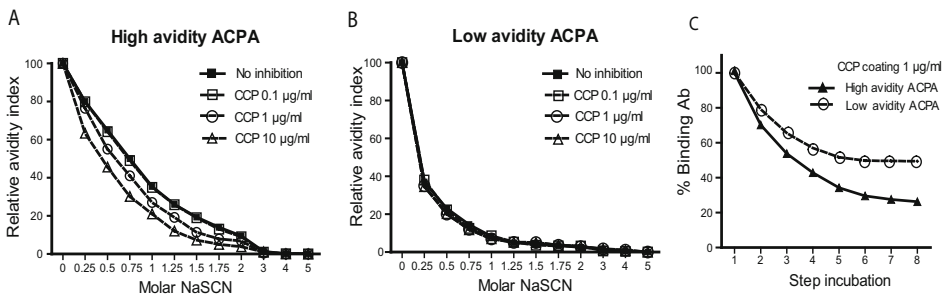 A
High avidity ACPA
Relative avidity index
100
80
60
40
20
0
No inhibition
CCP 0.1 µg/ml
CCP 1 µg/ml
CCP 10 µg/ml
0 0.25 0.5 0.75 1 1.25 1.5 1.75 2 3 4 5
Molar NaSCN
B
Low avidity ACPA
Relative avidity index
100
80
60
40
20
0
No inhibition
CCP 0.1 µg/ml
CCP 1 µg/ml
CCP 10 µg/ml
0 0.25 0.5 0.75 1 1.25 1.5 1.75 2 3 4 5
Molar NaSCN
C
% Binding Ab
100
80
60
40
20
0
CCP coating 1 µg/ml
High avidity ACPA
Low avidity ACPA
1 2 3 4 5 6 7 8
Step incubation